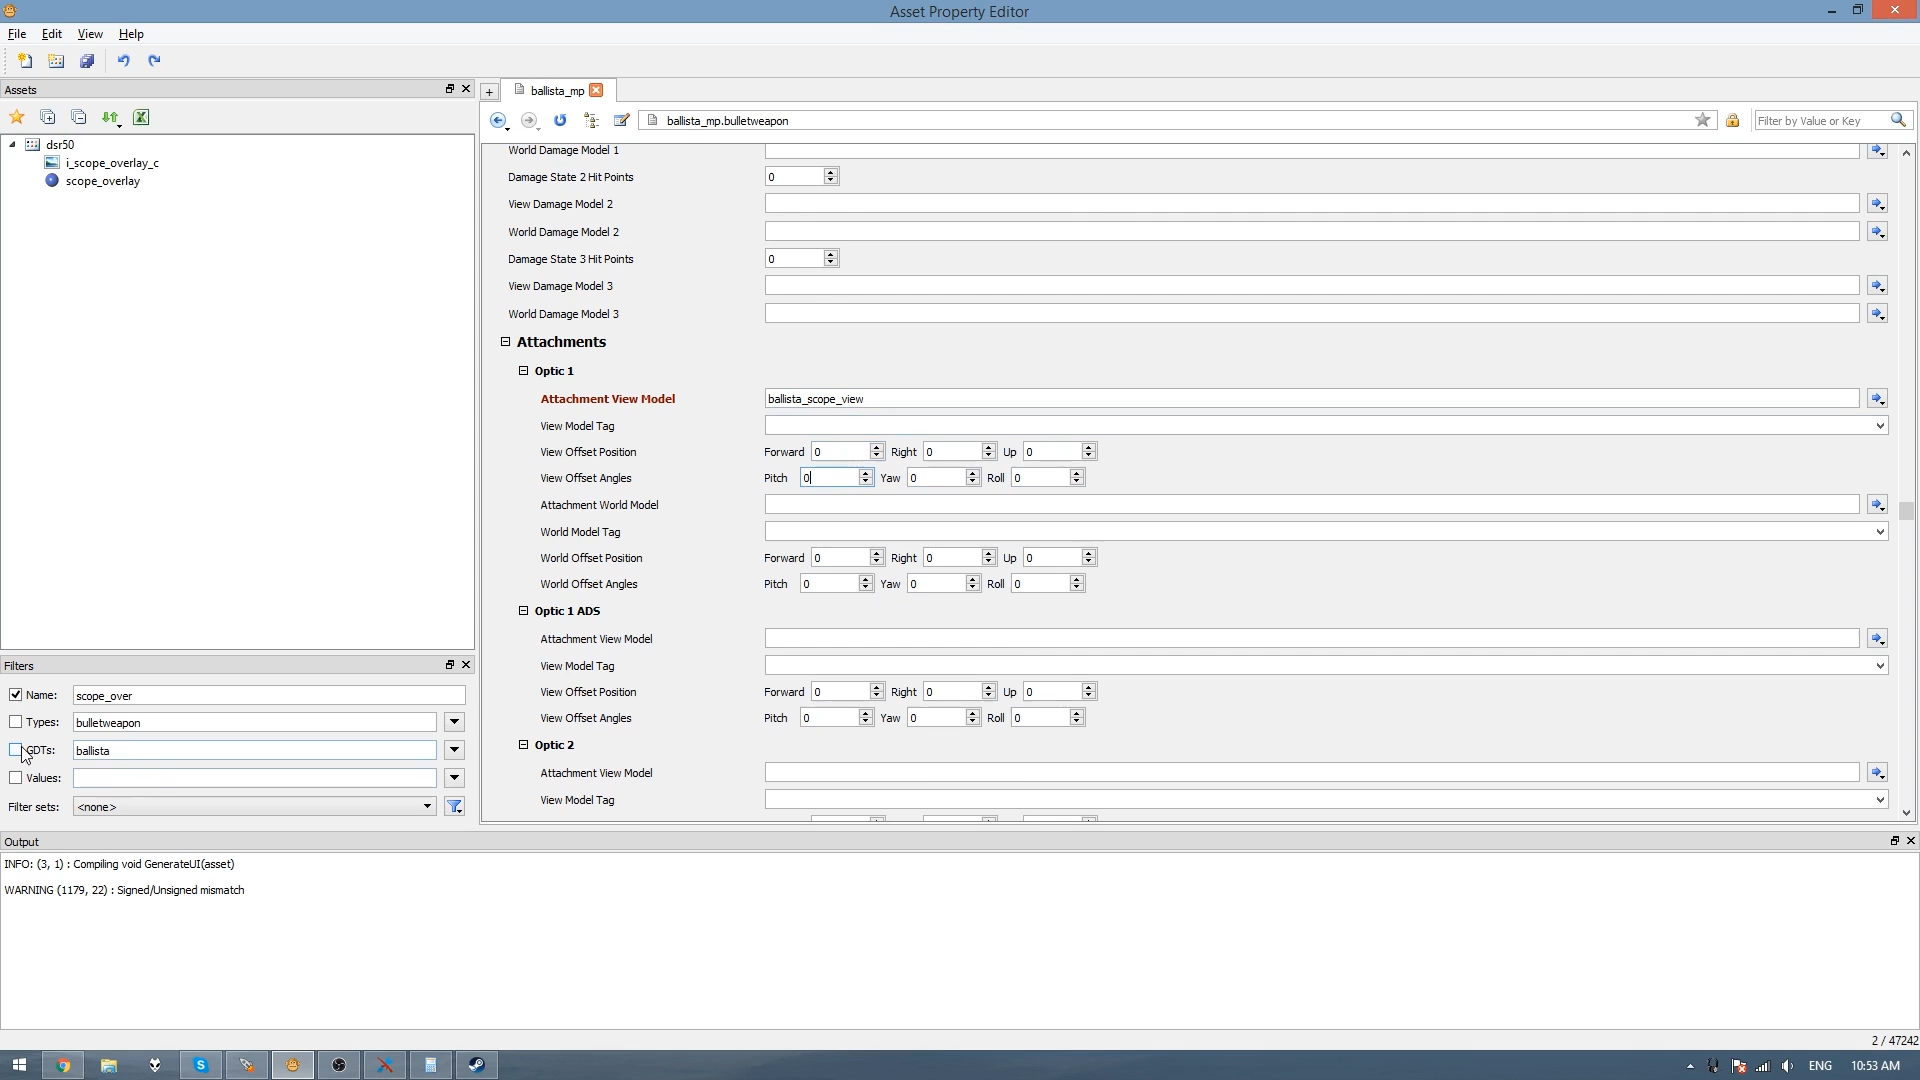 Asset Property Editor
File Edit View Help
Assets
dsr50
i_scope_overlay_c
scope_overlay
Filters
Name: scope_over
Types: bulletweapon
GDTs: ballista
Values:
Filter sets: <none>
ballista_mp
ballista_mp.bulletweapon
Filter by Value or Key
World Damage Model 1
Damage State 2 Hit Points 0
View Damage Model 2
World Damage Model 2
Damage State 3 Hit Points 0
View Damage Model 3
World Damage Model 3
Attachments
Optic 1
Attachment View Model ballista_scope_view
View Model Tag
View Offset Position Forward 0 Right 0 Up 0
View Offset Angles Pitch 0 Yaw 0 Roll 0
Attachment World Model
World Model Tag
World Offset Position Forward 0 Right 0 Up 0
World Offset Angles Pitch 0 Yaw 0 Roll 0
Optic 1 ADS
Attachment View Model
View Model Tag
View Offset Position Forward 0 Right 0 Up 0
View Offset Angles Pitch 0 Yaw 0 Roll 0
Optic 2
Attachment View Model
View Model Tag
Output
INFO: (3, 1) : Compiling void GenerateUI(asset)
WARNING (1179, 22) : Signed/Unsigned mismatch
2 / 47242
ENG 10:53 AM